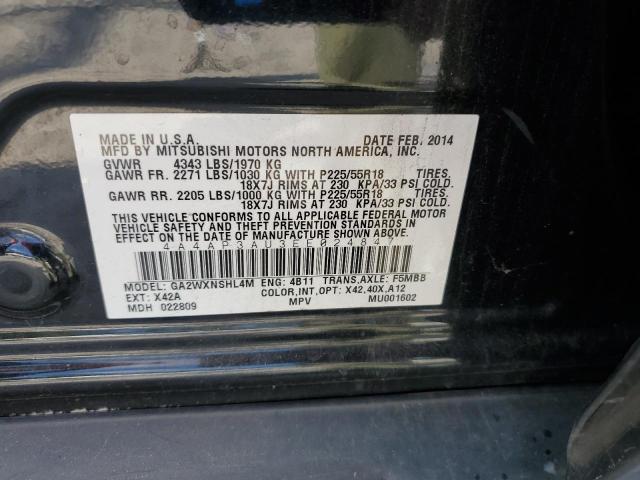 MADE IN U.S.A. DATE FEB. 2014
MFD BY MITSUBISHI MOTORS NORTH AMERICA, INC.
GVWR 4343 LBS/1970 KG
GAWR FR. 2271 LBS/1030 KG WITH P225/55R18 TIRES.
18X7J RIMS AT 230 KPA/33 PSI COLD.
GAWR RR. 2205 LBS/1000 KG WITH P225/55R18 TIRES.
18X7J RIMS AT 230 KPA/33 PSI COLD.
THIS VEHICLE CONFORMS TO ALL APPLICABLE FEDERAL MOTOR
VEHICLE SAFETY AND THEFT PREVENTION STANDARDS IN
EFFECT ON THE DATE OF MANUFACTURE SHOWN ABOVE.
4A4AP3AU3EE024847
MODEL: GA2WXNSHL4M ENG: 4B11 TRANS,AXLE: F5MBB
EXT: X42A COLOR,INT,OPT: X42,40X,A12
MDH 022809 MPV MU001602